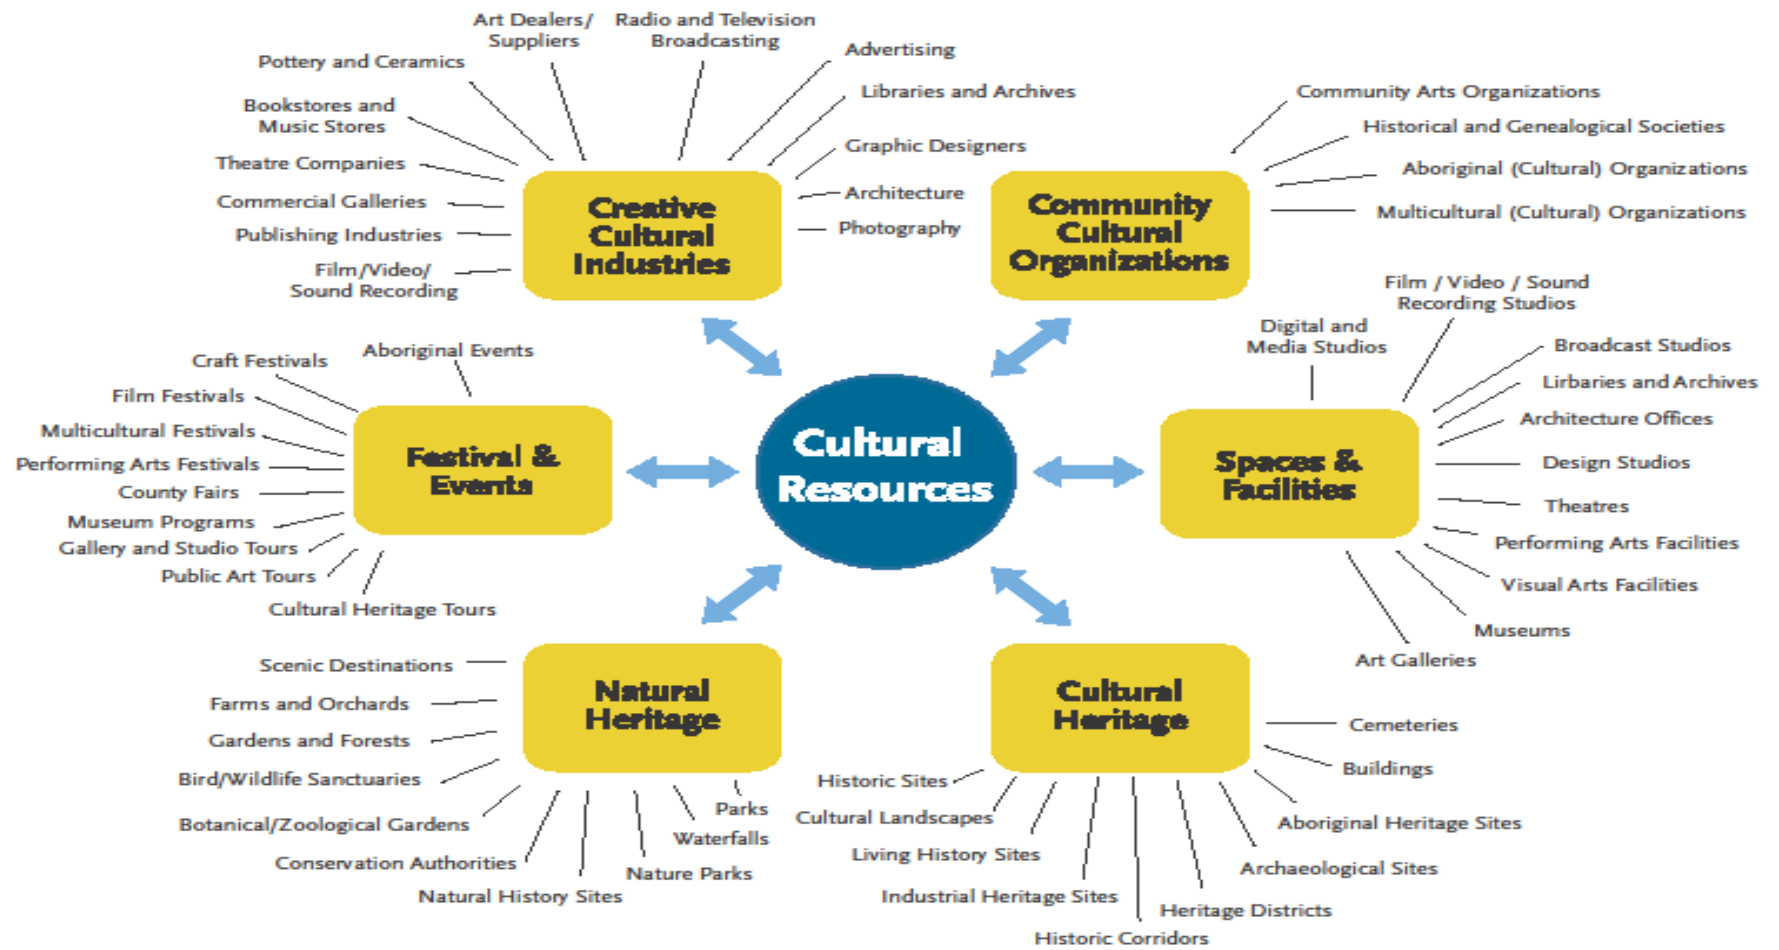 Art Dealers/
Suppliers
Radio and Television
Broadcasting
Pottery and Ceramics
Advertising
Bookstores and
Music Stores
Libraries and Archives
Theatre Companies
Graphic Designers
Commercial Galleries
Architecture
Publishing Industries
Photography
Film/Video/
Sound Recording
Creative
Cultural
Industries
Community Arts Organizations
Historical and Genealogical Societies
Aboriginal (Cultural) Organizations
Multicultural (Cultural) Organizations
Community
Cultural
Organizations
Craft Festivals
Aboriginal Events
Film Festivals
Multicultural Festivals
Performing Arts Festivals
County Fairs
Museum Programs
Gallery and Studio Tours
Public Art Tours
Cultural Heritage Tours
Festival &
Events
Cultural
Resources
Film / Video / Sound
Recording Studios
Digital and
Media Studios
Broadcast Studios
Lirbaries and Archives
Architecture Offices
Design Studios
Theatres
Performing Arts Facilities
Visual Arts Facilities
Museums
Art Galleries
Spaces &
Facilities
Scenic Destinations
Farms and Orchards
Gardens and Forests
Bird/Wildlife Sanctuaries
Botanical/Zoological Gardens
Conservation Authorities
Natural History Sites
Nature Parks
Waterfalls
Parks
Natural
Heritage
Cultural
Heritage
Cemeteries
Buildings
Aboriginal Heritage Sites
Archaeological Sites
Heritage Districts
Historic Corridors
Industrial Heritage Sites
Living History Sites
Cultural Landscapes
Historic Sites